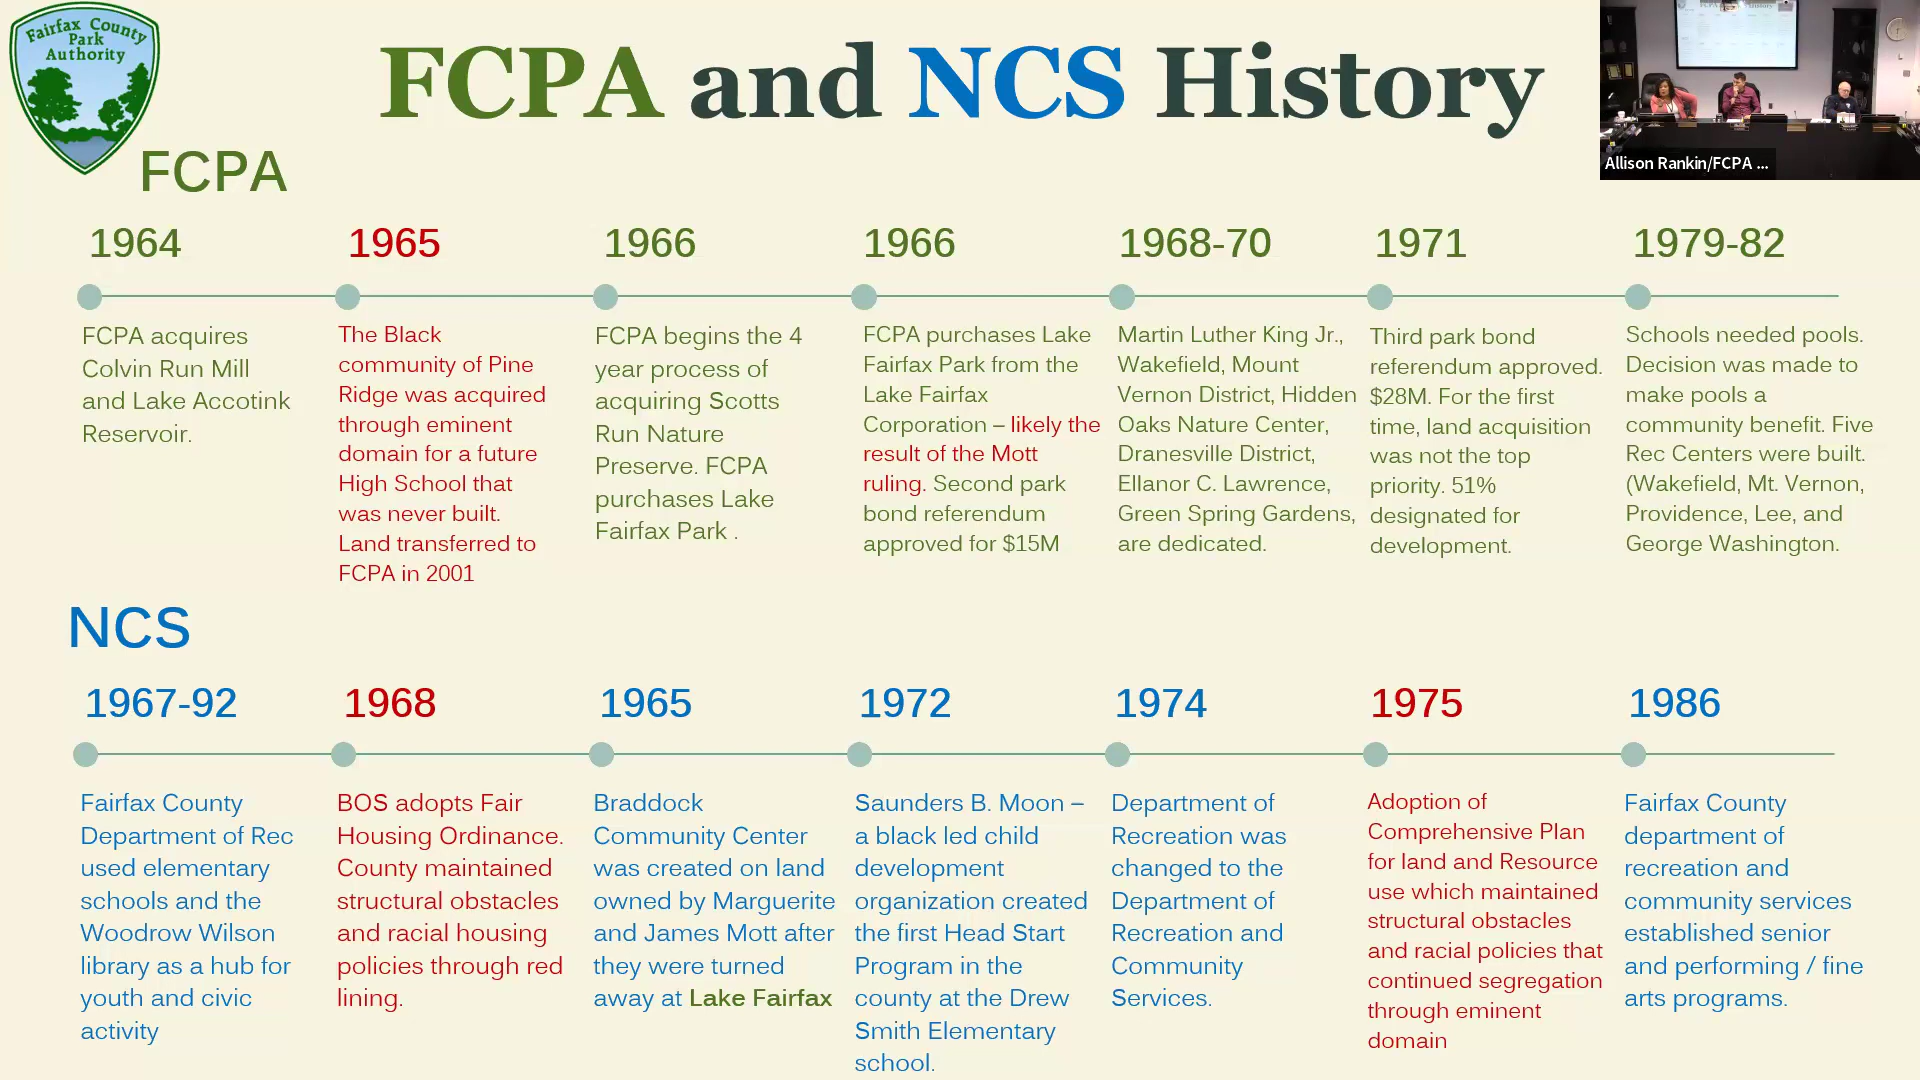 Fairfax County
Park
Authority
FCPA and NCS History
Allison Rankin/FCPA ...
FCPA
1964
FCPA acquires
Colvin Run Mill
and Lake Accotink
Reservoir.
1965
The Black
community of Pine
Ridge was acquired
through eminent
domain for a future
High School that
was never built.
Land transferred to
FCPA in 2001
1966
FCPA begins the 4
year process of
acquiring Scotts
Run Nature
Preserve. FCPA
purchases Lake
Fairfax Park .
1966
FCPA purchases Lake
Fairfax Park from the
Lake Fairfax
Corporation – likely the
result of the Mott
ruling. Second park
bond referendum
approved for $15M
1968-70
Martin Luther King Jr.,
Wakefield, Mount
Vernon District, Hidden
Oaks Nature Center,
Dranesville District,
Ellanor C. Lawrence,
Green Spring Gardens,
are dedicated.
1971
Third park bond
referendum approved.
$28M. For the first
time, land acquisition
was not the top
priority. 51%
designated for
development.
1979-82
Schools needed pools.
Decision was made to
make pools a
community benefit. Five
Rec Centers were built.
(Wakefield, Mt. Vernon,
Providence, Lee, and
George Washington.
NCS
1967-92
Fairfax County
Department of Rec
used elementary
schools and the
Woodrow Wilson
library as a hub for
youth and civic
activity
1968
BOS adopts Fair
Housing Ordinance.
County maintained
structural obstacles
and racial housing
policies through red
lining.
1965
Braddock
Community Center
was created on land
owned by Marguerite
and James Mott after
they were turned
away at Lake Fairfax
1972
Saunders B. Moon –
a black led child
development
organization created
the first Head Start
Program in the
county at the Drew
Smith Elementary
school.
1974
Department of
Recreation was
changed to the
Department of
Recreation and
Community
Services.
1975
Adoption of
Comprehensive Plan
for land and Resource
use which maintained
structural obstacles
and racial policies that
continued segregation
through eminent
domain
1986
Fairfax County
department of
recreation and
community services
established senior
and performing / fine
arts programs.